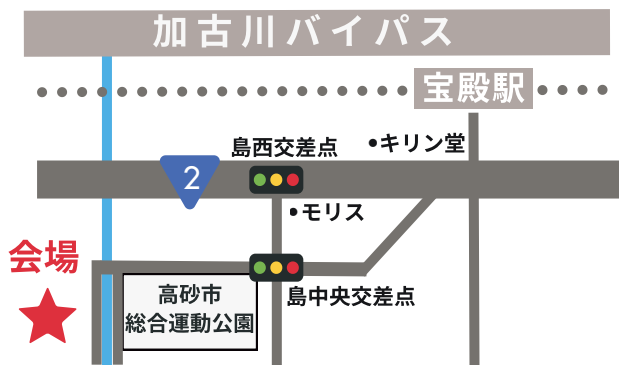 加古川バイパス
宝殿駅
島西交差点
•キリン堂
2
•モリス
会場
島中央交差点
高砂市
総合運動公園